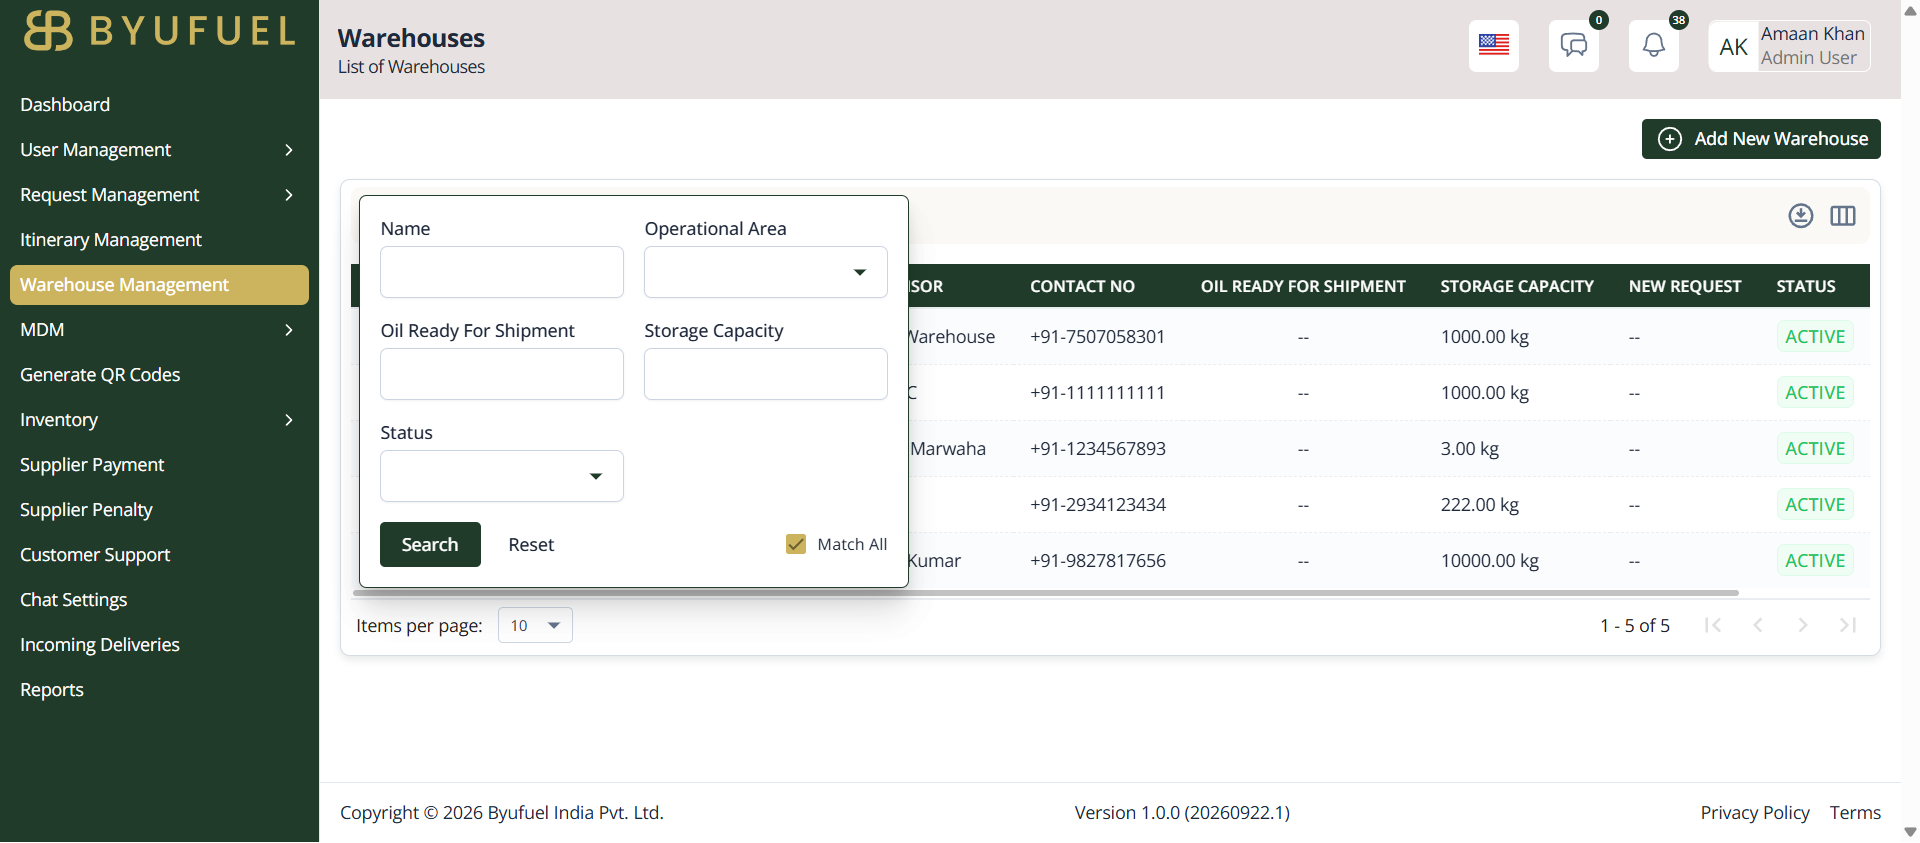 BYUFUEL
Dashboard
User Management
Request Management
Itinerary Management
Warehouse Management
MDM
Generate QR Codes
Inventory
Supplier Payment
Supplier Penalty
Customer Support
Chat Settings
Incoming Deliveries
Reports
Warehouses
List of Warehouses
0
38
AK
Amaan Khan
Admin User
Add New Warehouse
Name
Operational Area
Oil Ready For Shipment
Storage Capacity
Status
Search
Reset
Match All
CONTACT NO OIL READY FOR SHIPMENT STORAGE CAPACITY NEW REQUEST STATUS
Warehouse +91-7507058301 -- 1000.00 kg -- ACTIVE
C +91-1111111111 -- 1000.00 kg -- ACTIVE
Marwaha +91-1234567893 -- 3.00 kg -- ACTIVE
+91-2934123434 -- 222.00 kg -- ACTIVE
Kumar +91-9827817656 -- 10000.00 kg -- ACTIVE
Items per page: 10
1 - 5 of 5
Copyright © 2026 Byufuel India Pvt. Ltd.
Version 1.0.0 (20260922.1)
Privacy Policy Terms